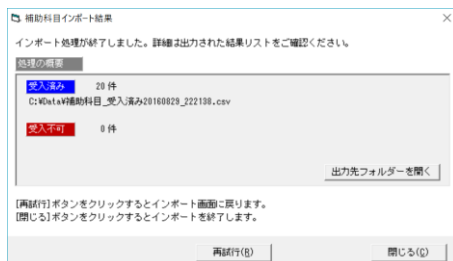 補助科目インポート結果
インポート処理が終了しました。詳細は出力された結果リストをご確認ください。
処理の概要
受入済み 20 件
C:¥Data¥補助科目_受入済み20160829_222138.csv
受入不可 0 件
出力先フォルダーを開く
[再試行]ボタンをクリックするとインポート画面に戻ります。
[閉じる]ボタンをクリックするとインポートを終了します。
再試行(R) 閉じる(C)